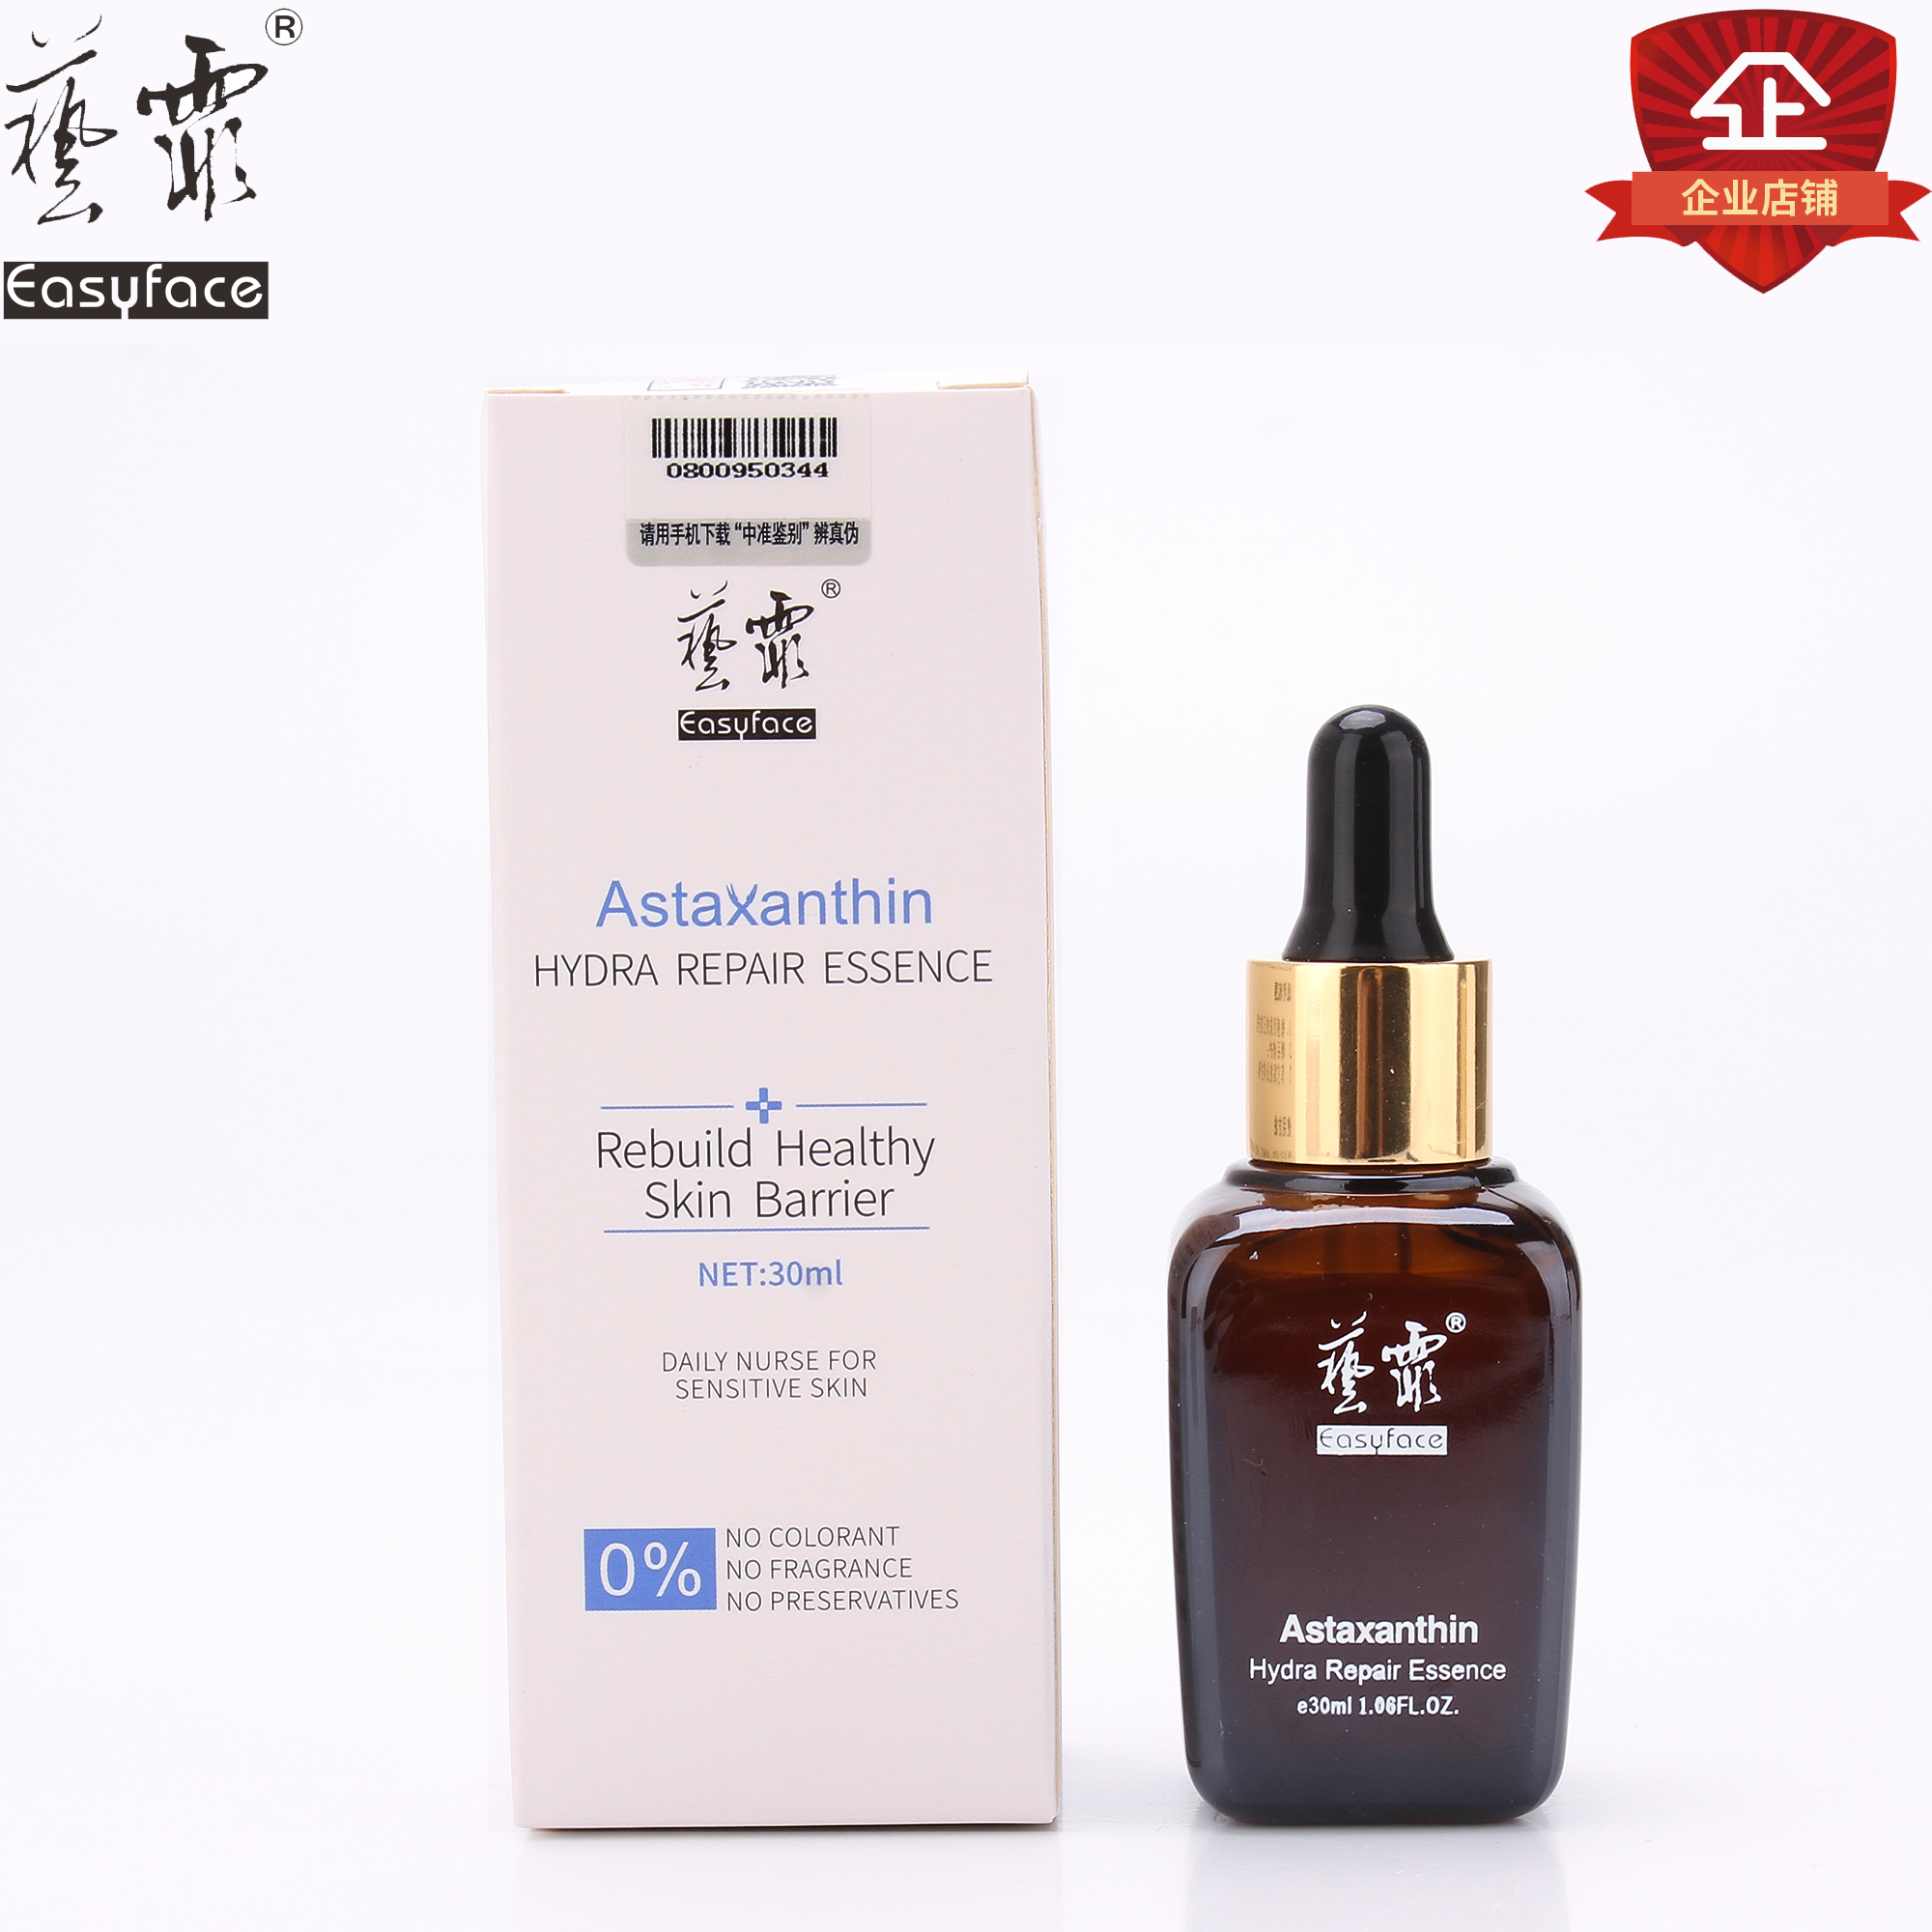 藝霏®
Easyface
企
企业店铺
0800950344
请用手机下载“中准鉴别”辨真伪
藝霏®
Easyface
Astaxanthin
HYDRA REPAIR ESSENCE
Rebuild Healthy
Skin Barrier
NET:30ml
DAILY NURSE FOR
SENSITIVE SKIN
0%
NO COLORANT
NO FRAGRANCE
NO PRESERVATIVES
藝霏®
Easyface
Astaxanthin
Hydra Repair Essence
e30ml 1.06FL.OZ.